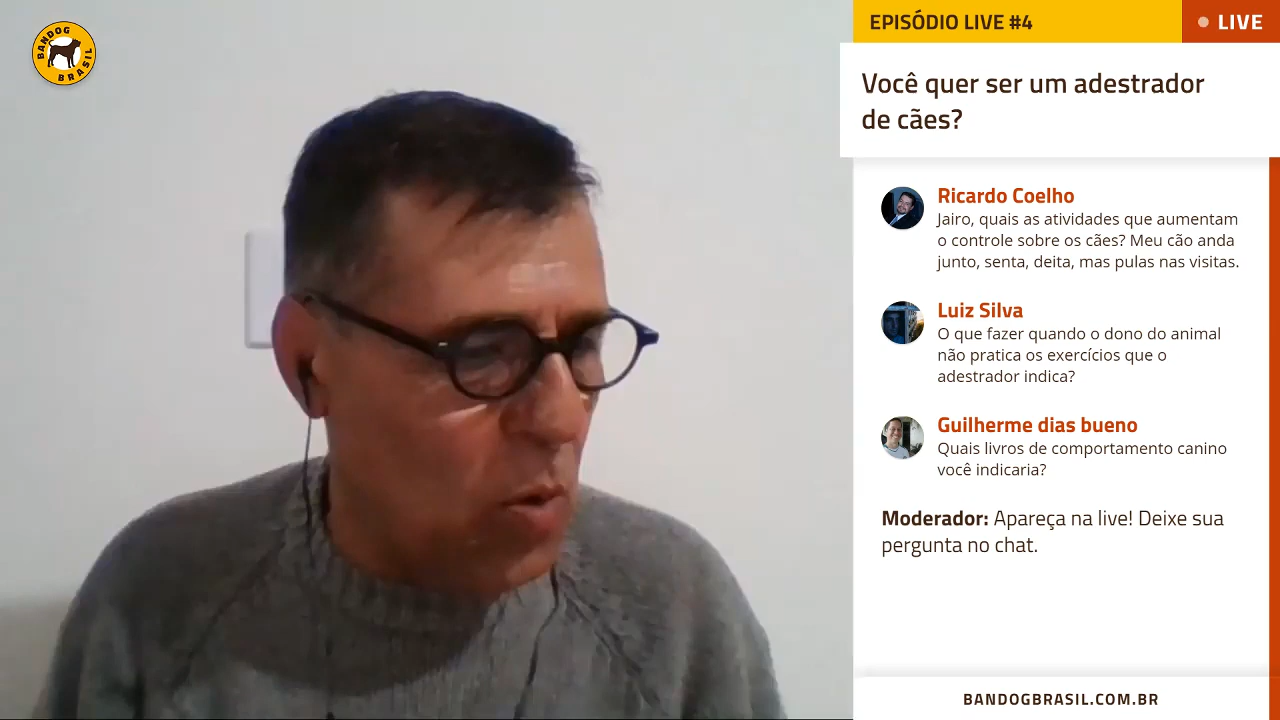 BANDOG
BRASIL
EPISÓDIO LIVE #4
LIVE
Você quer ser um adestrador
de cães?
Ricardo Coelho
Jairo, quais as atividades que aumentam
o controle sobre os cães? Meu cão anda
junto, senta, deita, mas pulas nas visitas.
Luiz Silva
O que fazer quando o dono do animal
não pratica os exercícios que o
adestrador indica?
Guilherme dias bueno
Quais livros de comportamento canino
você indicaria?
Moderador: Apareça na live! Deixe sua
pergunta no chat.
BANDOGBRASIL.COM.BR